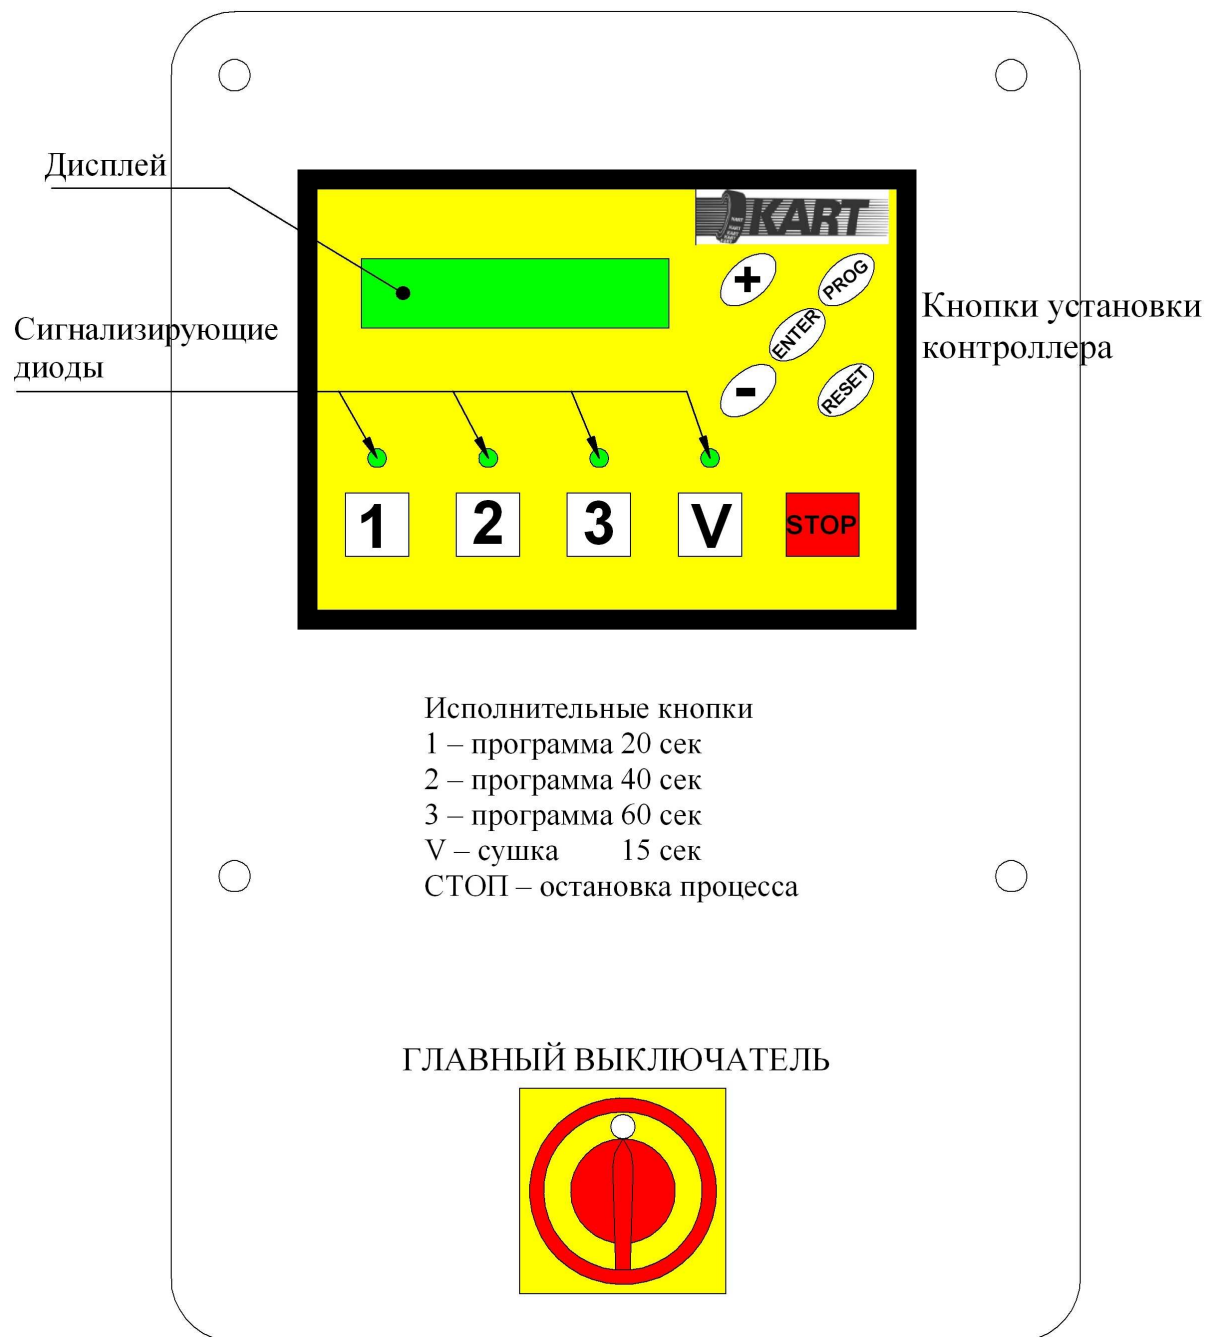 KART
Дисплей
+
PROG
Кнопки установки
контроллера
ENTER
Сигнализирующие
диоды
-
RESET
1 2 3 V STOP
Исполнительные кнопки
1 – программа 20 сек
2 – программа 40 сек
3 – программа 60 сек
V – сушка 15 сек
СТОП – остановка процесса
ГЛАВНЫЙ ВЫКЛЮЧАТЕЛЬ